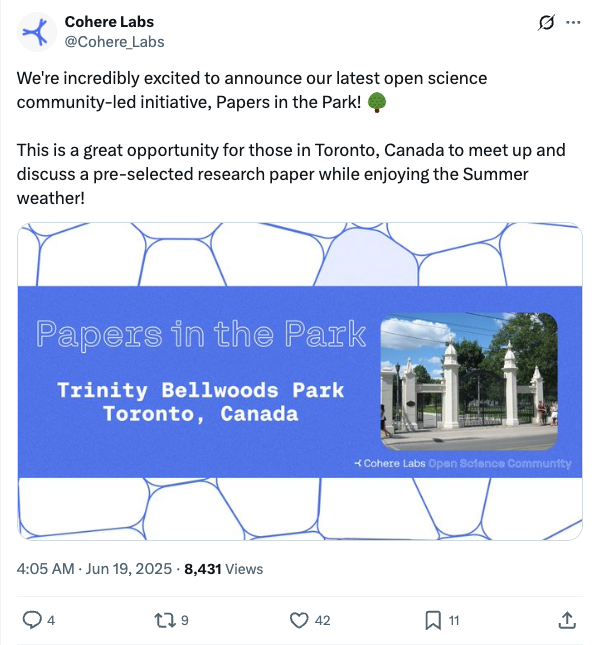 Cohere Labs
@Cohere_Labs
We're incredibly excited to announce our latest open science
community-led initiative, Papers in the Park! 🌳
This is a great opportunity for those in Toronto, Canada to meet up and
discuss a pre-selected research paper while enjoying the Summer
weather!
Papers in the Park
Trinity Bellwoods Park
Toronto, Canada
Cohere Labs Open Science Community
4:05 AM · Jun 19, 2025 · 8,431 Views
4 9 42 11